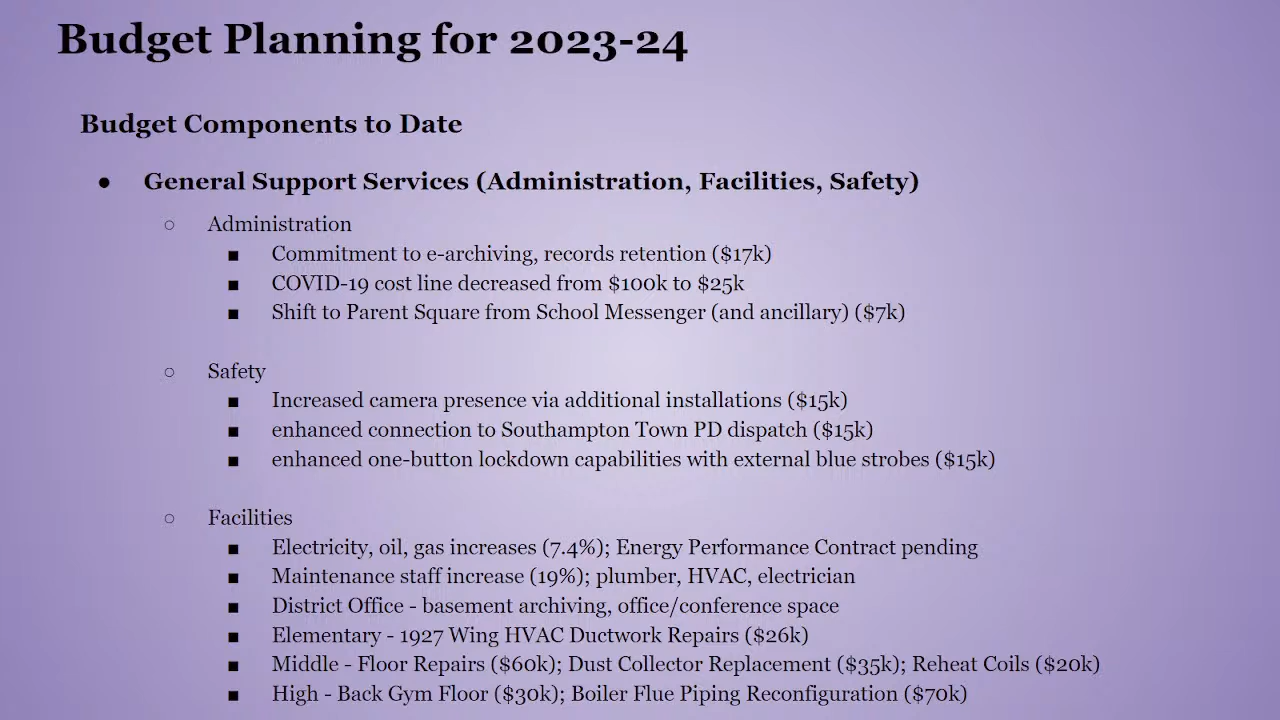 Budget Planning for 2023-24
Budget Components to Date
● General Support Services (Administration, Facilities, Safety)
○ Administration
■ Commitment to e-archiving, records retention ($17k)
■ COVID-19 cost line decreased from $100k to $25k
■ Shift to Parent Square from School Messenger (and ancillary) ($7k)
○ Safety
■ Increased camera presence via additional installations ($15k)
■ enhanced connection to Southampton Town PD dispatch ($15k)
■ enhanced one-button lockdown capabilities with external blue strobes ($15k)
○ Facilities
■ Electricity, oil, gas increases (7.4%); Energy Performance Contract pending
■ Maintenance staff increase (19%); plumber, HVAC, electrician
■ District Office - basement archiving, office/conference space
■ Elementary - 1927 Wing HVAC Ductwork Repairs ($26k)
■ Middle - Floor Repairs ($60k); Dust Collector Replacement ($35k); Reheat Coils ($20k)
■ High - Back Gym Floor ($30k); Boiler Flue Piping Reconfiguration ($70k)